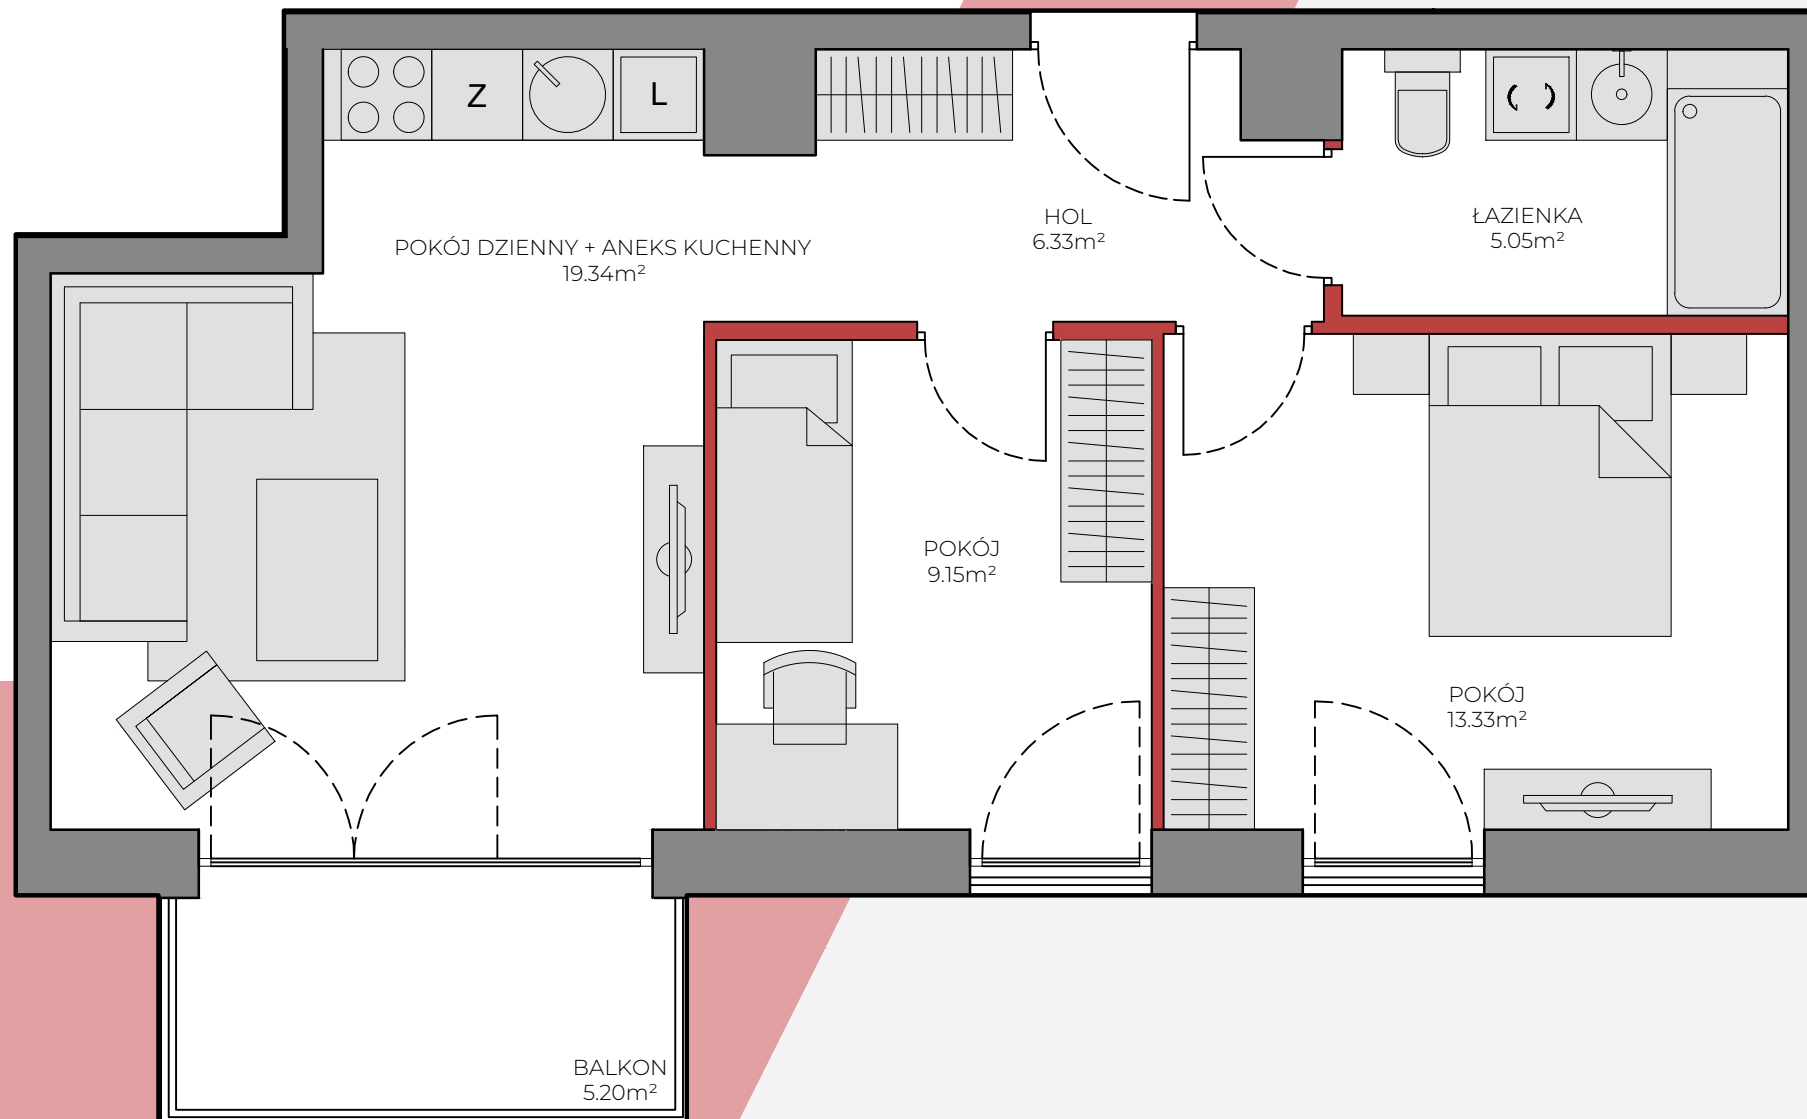 Z
L
HOL
6.33m²
ŁAZIENKA
5.05m²
POKÓJ DZIENNY + ANEKS KUCHENNY
19.34m²
POKÓJ
9.15m²
POKÓJ
13.33m²
BALKON
5.20m²